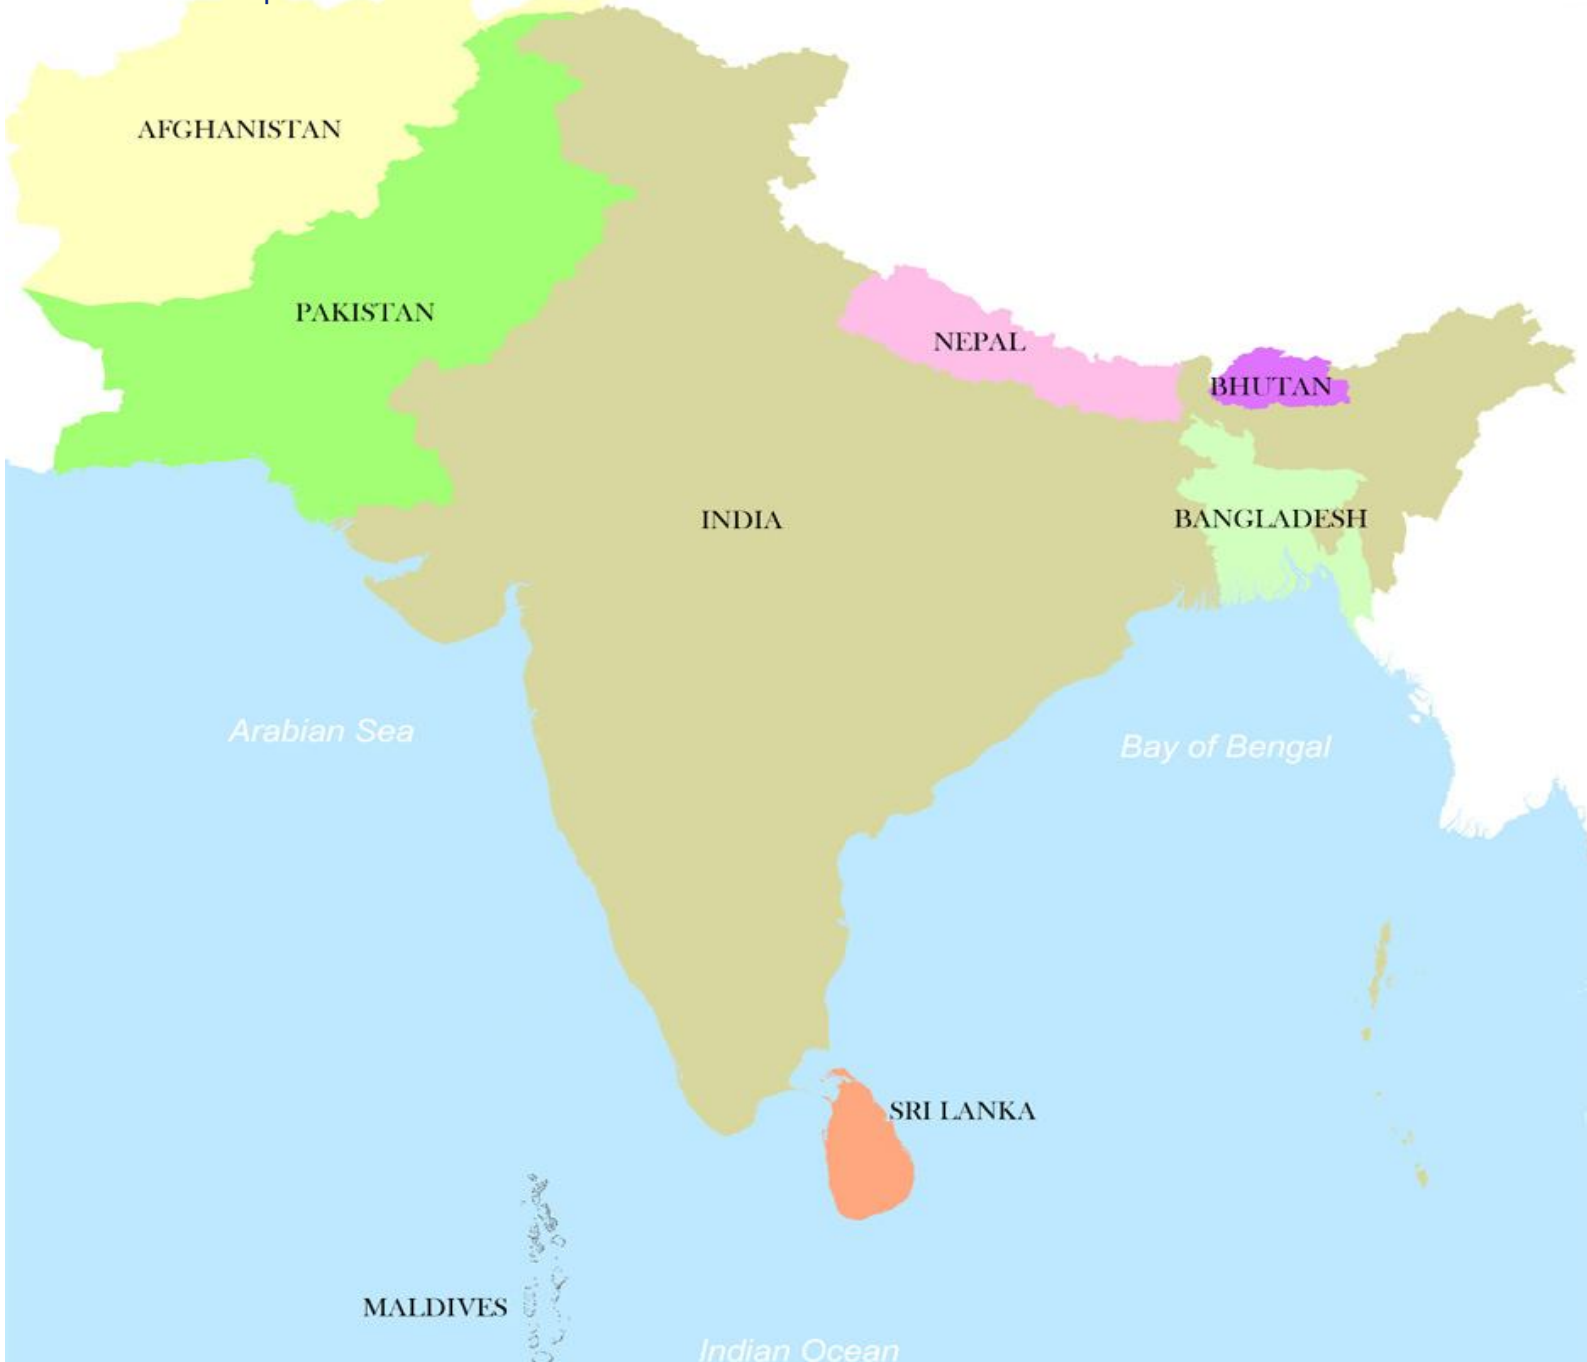 AFGHANISTAN
PAKISTAN
NEPAL
BHUTAN
INDIA
BANGLADESH
Arabian Sea
Bay of Bengal
SRI LANKA
MALDIVES
Indian Ocean